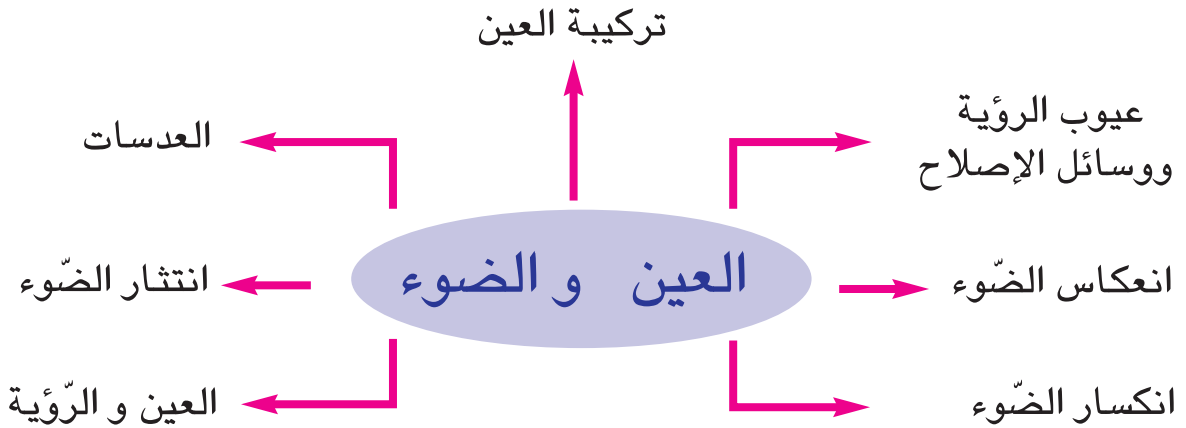 تركيبة العين
عيوب الرؤية
ووسائل الإصلاح
العدسات
العين و الضوء
انعكاس الضّوء
انتثار الضّوء
انكسار الضّوء
العين و الرّؤية